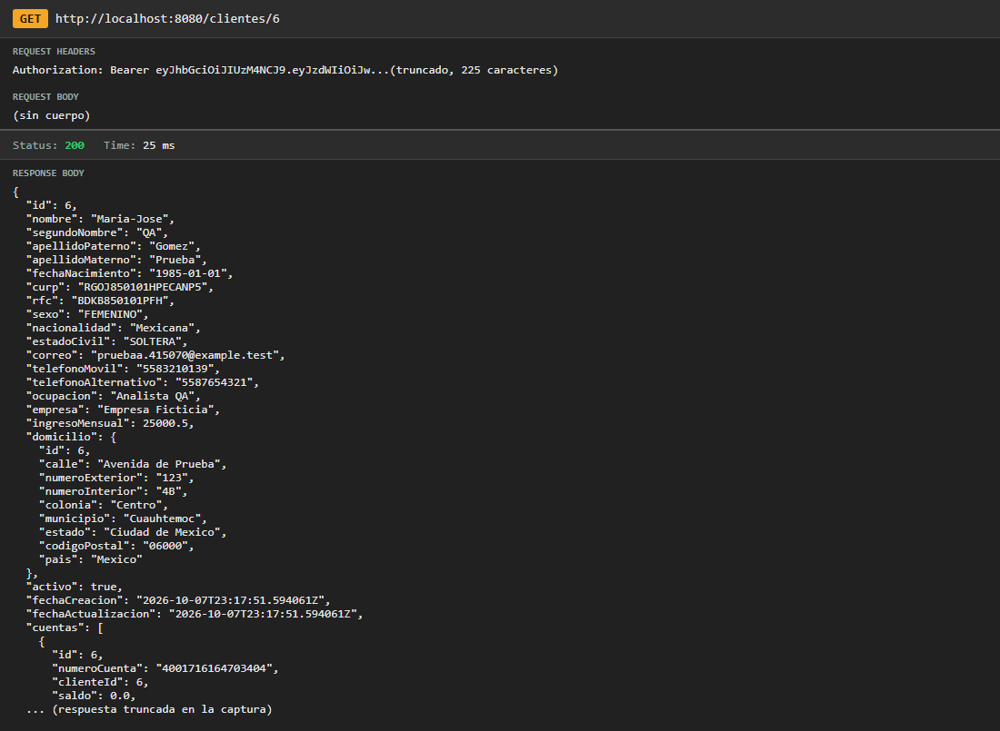 GET http://localhost:8080/clientes/6
REQUEST HEADERS
Authorization: Bearer eyJhbGciOiJIUzM4NCJ9.eyJzdWIiOiJw...(truncado, 225 caracteres)
REQUEST BODY
(sin cuerpo)
Status: 200 Time: 25 ms
RESPONSE BODY
{
"id": 6,
"nombre": "Maria-Jose",
"segundoNombre": "QA",
"apellidoPaterno": "Gomez",
"apellidoMaterno": "Prueba",
"fechaNacimiento": "1985-01-01",
"curp": "RGOJ850101HPECANP5",
"rfc": "BDKB850101PFH",
"sexo": "FEMENINO",
"nacionalidad": "Mexicana",
"estadoCivil": "SOLTERA",
"correo": "pruebaa.415070@example.test",
"telefonoMovil": "5583210139",
"telefonoAlternativo": "5587654321",
"ocupacion": "Analista QA",
"empresa": "Empresa Ficticia",
"ingresoMensual": 25000.5,
"domicilio": {
"id": 6,
"calle": "Avenida de Prueba",
"numeroExterior": "123",
"numeroInterior": "4B",
"colonia": "Centro",
"municipio": "Cuauhtemoc",
"estado": "Ciudad de Mexico",
"codigoPostal": "06000",
"pais": "Mexico"
},
"activo": true,
"fechaCreacion": "2026-10-07T23:17:51.594061Z",
"fechaActualizacion": "2026-10-07T23:17:51.594061Z",
"cuentas": [
{
"id": 6,
"numeroCuenta": "4001716164703404",
"clienteId": 6,
"saldo": 0.0,
... (respuesta truncada en la captura)